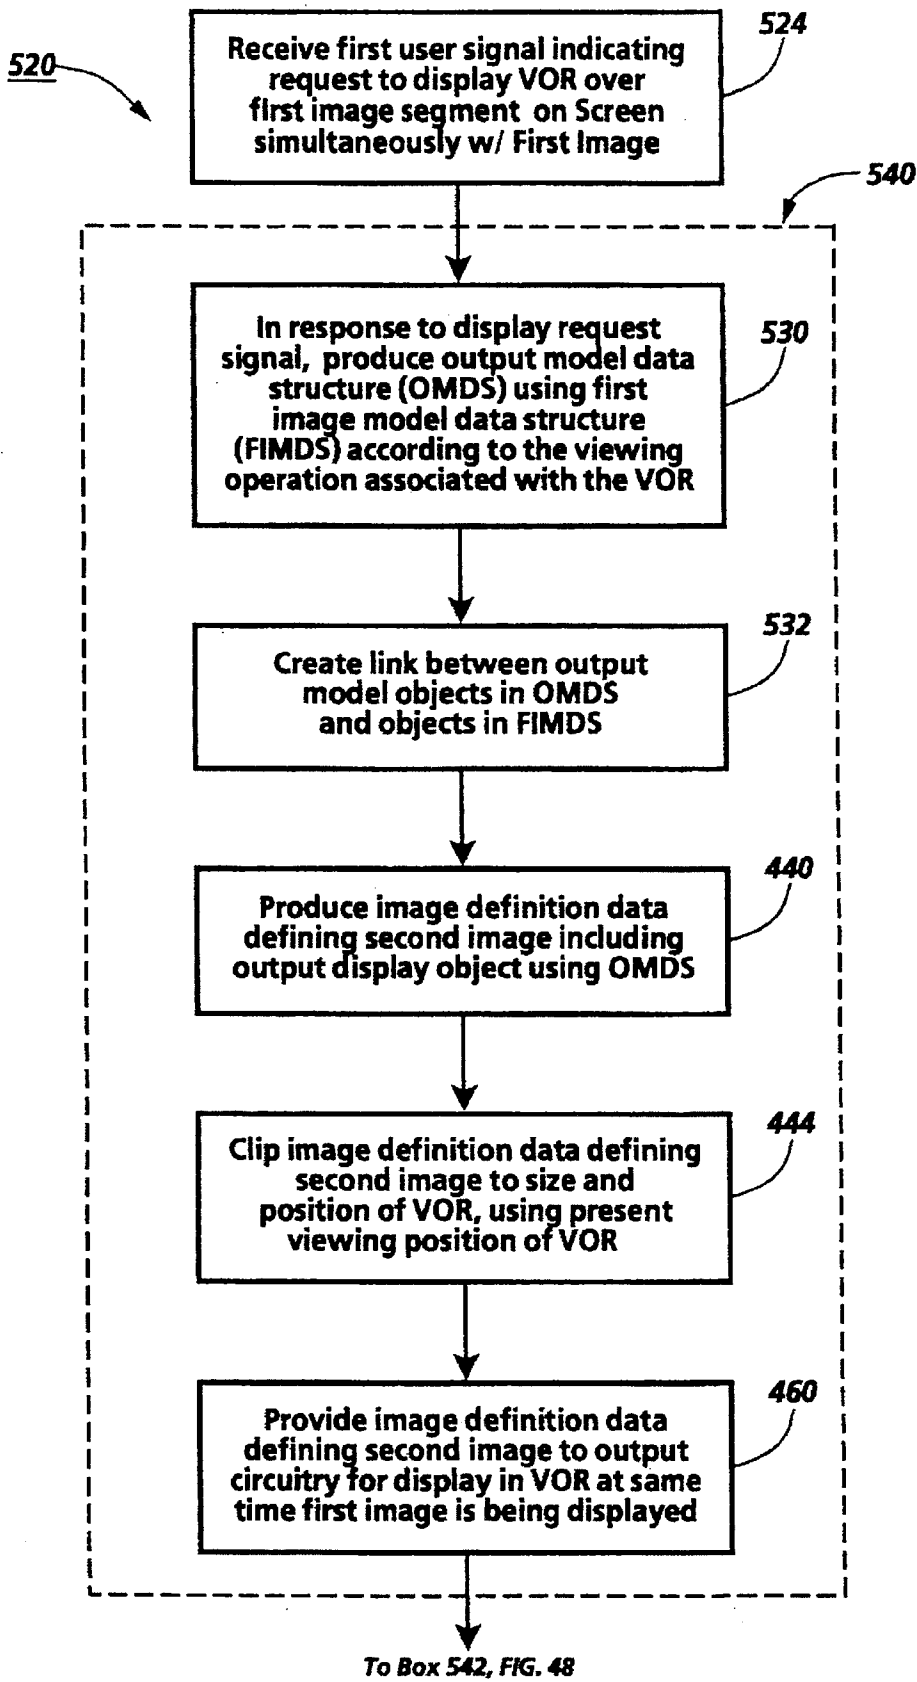 524
520
Receive first user signal indicating
request to display VOR over
first image segment on Screen
simultaneously w/ First Image
540
530
In response to display request
signal, produce output model data
structure (OMDS) using first
image model data structure
(FIMDS) according to the viewing
operation associated with the VOR
532
Create link between output
model objects in OMDS
and objects in FIMDS
440
Produce image definition data
defining second image including
output display object using OMDS
444
Clip image definition data defining
second image to size and
position of VOR, using present
viewing position of VOR
460
Provide image definition data
defining second image to output
circuitry for display in VOR at same
time first image is being displayed
To Box 542, FIG. 48